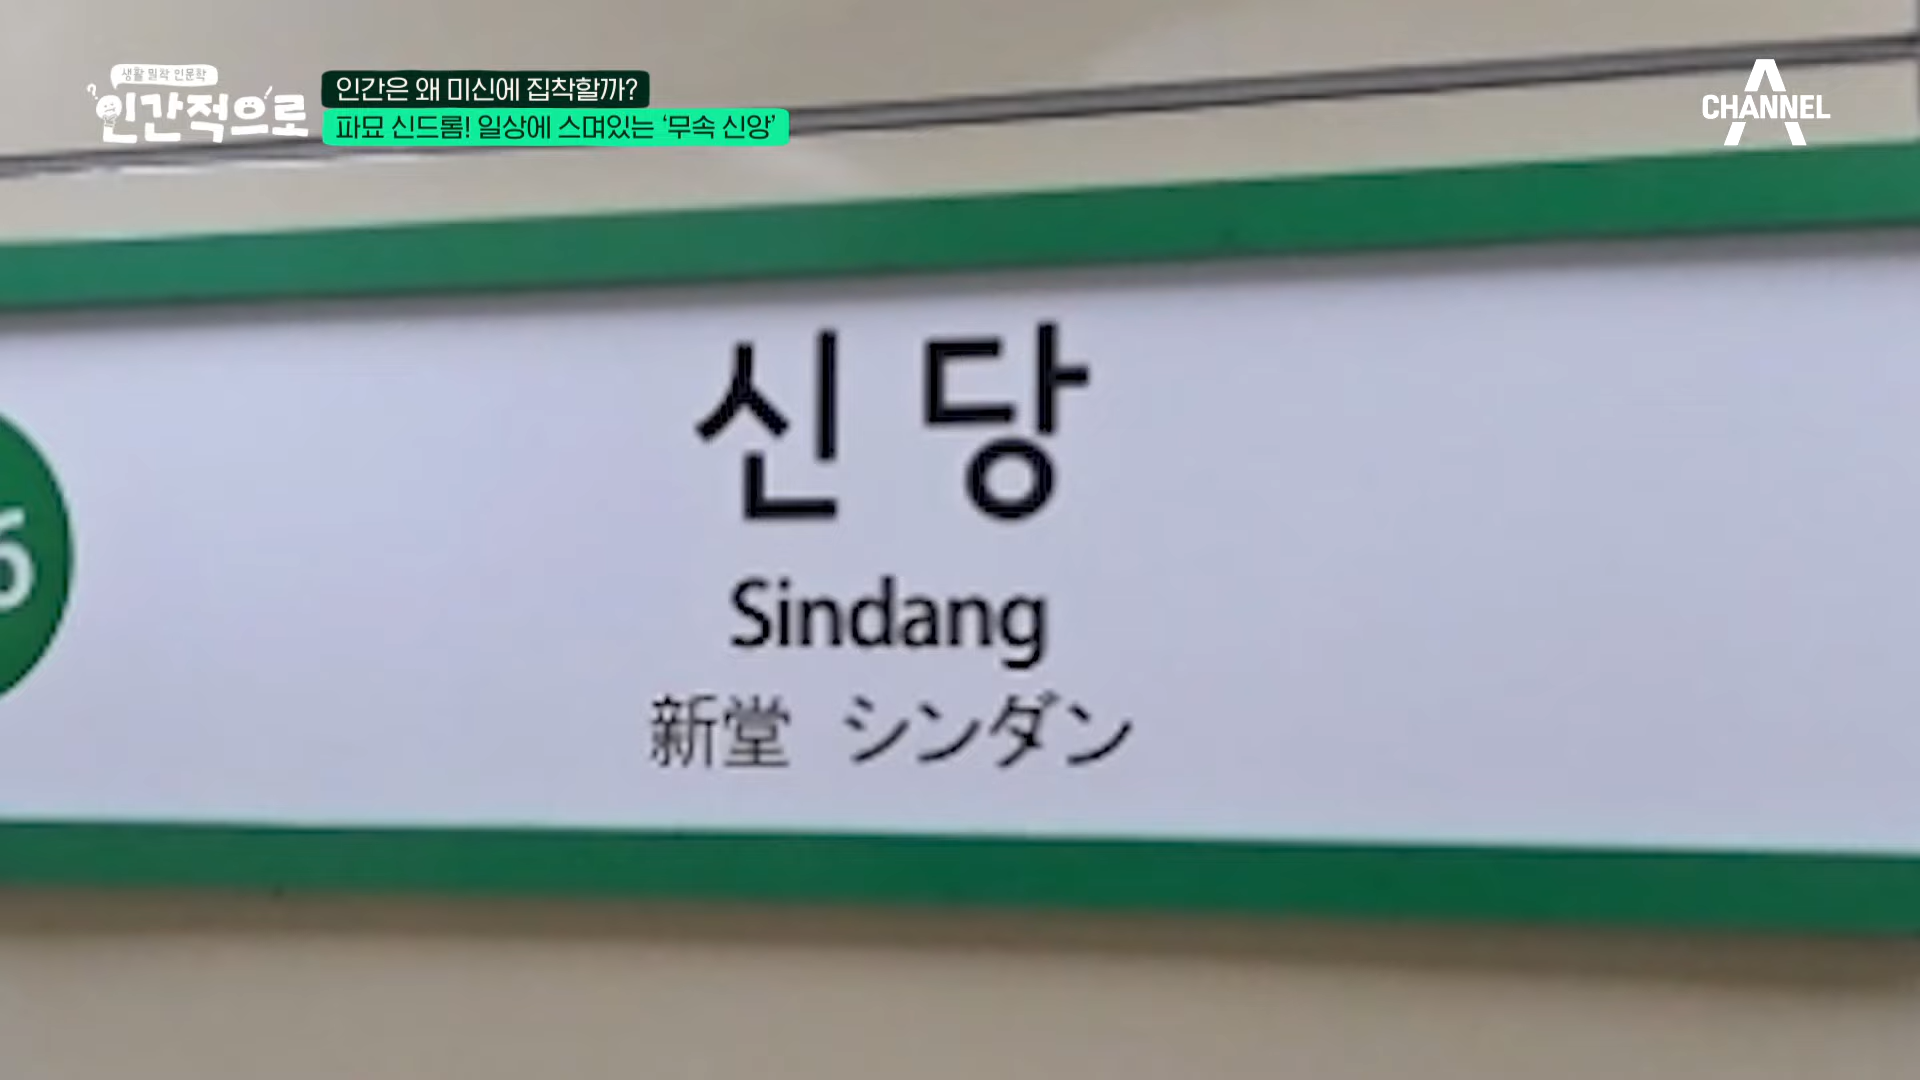 생활 밀착 인문학
인간적으로
인간은 왜 미신에 집착할까?
파묘 신드롬! 일상에 스며있는 ‘무속 신앙’
CHANNEL A
신당
6
Sindang
新堂 シンダン